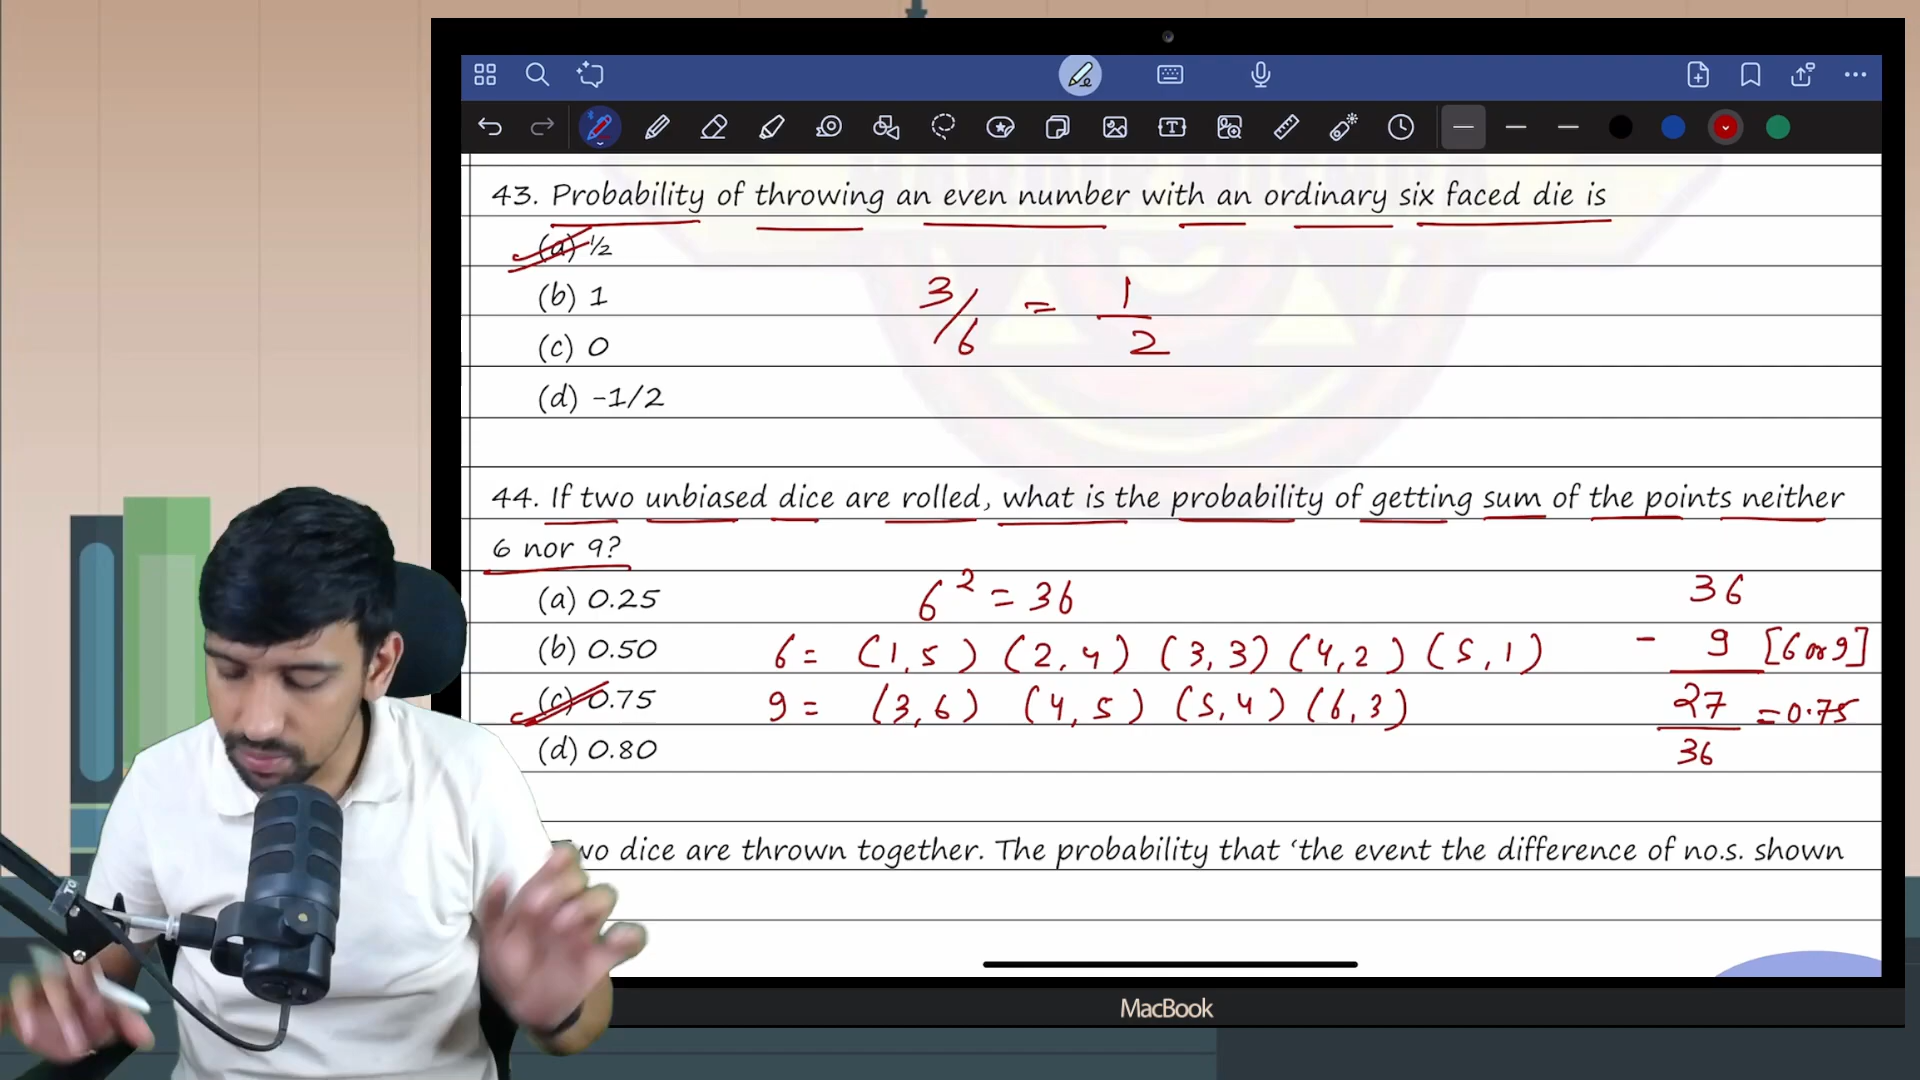 43. Probability of throwing an even number with an ordinary six faced die is
(a) ½
(b) 1
(c) 0
(d) -1/2
3/6 = 1/2
44. If two unbiased dice are rolled, what is the probability of getting sum of the points neither
6 nor 9?
(a) 0.25
(b) 0.50
(c) 0.75
(d) 0.80
6² = 36
6 = (1,5) (2,4) (3,3) (4,2) (5,1)
9 = (3,6) (4,5) (5,4) (6,3)
36
- 9 [6 or 9]
27/36 = 0.75
wo dice are thrown together. The probability that ‘the event the difference of no.s. shown
MacBook